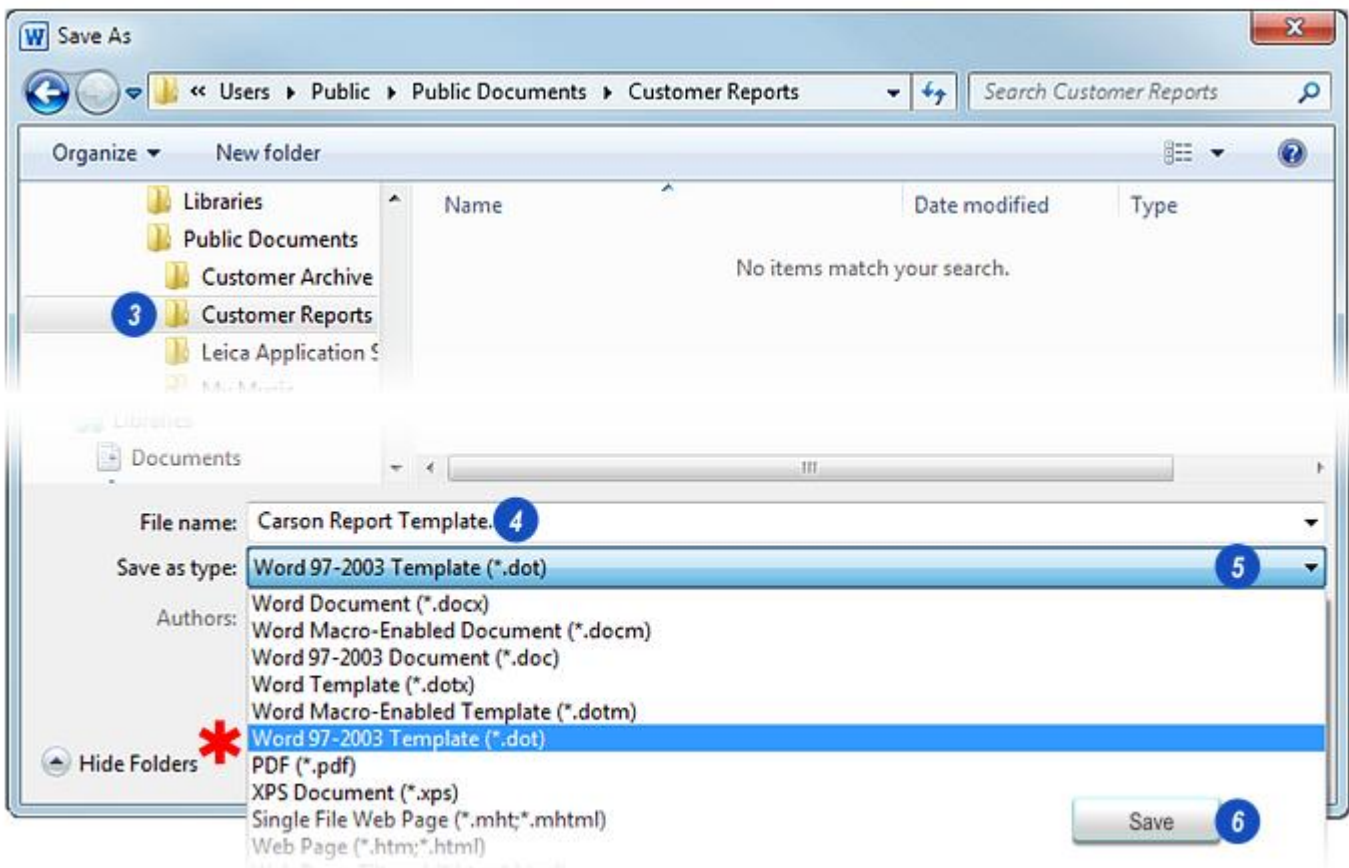 Save As
« Users ▸ Public ▸ Public Documents ▸ Customer Reports
Search Customer Reports
Organize New folder
Libraries
Name Date modified Type
Public Documents
No items match your search.
Customer Archive
3 Customer Reports
Leica Application S
My Music
Libraries
Documents
File name: Carson Report Template. 4
Save as type: Word 97-2003 Template (*.dot) 5
Authors:
Word Document (*.docx)
Word Macro-Enabled Document (*.docm)
Word 97-2003 Document (*.doc)
Word Template (*.dotx)
Word Macro-Enabled Template (*.dotm)
* Word 97-2003 Template (*.dot)
Hide Folders
PDF (*.pdf)
XPS Document (*.xps)
Single File Web Page (*.mht;*.mhtml)
Save 6
Web Page (*.htm;*.html)